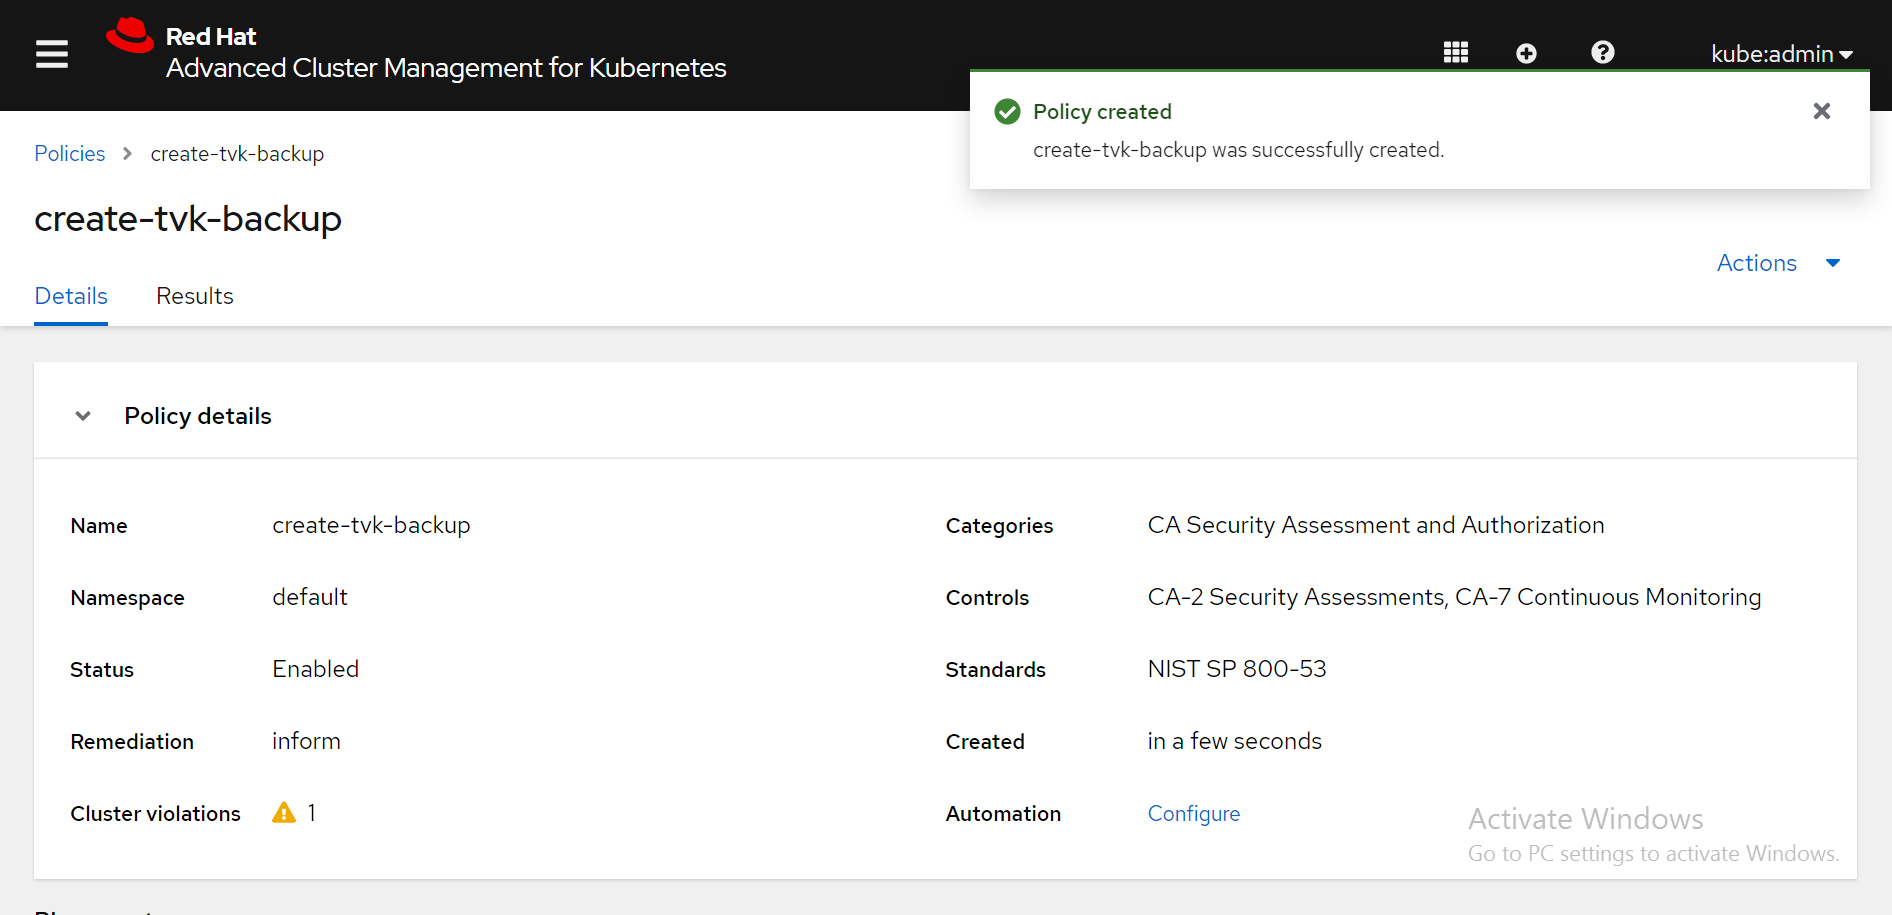 Red Hat
Advanced Cluster Management for Kubernetes
kube:admin
Policy created
create-tvk-backup was successfully created.
Policies
create-tvk-backup
create-tvk-backup
Actions
Details
Results
Policy details
Name
create-tvk-backup
Categories
CA Security Assessment and Authorization
Namespace
default
Controls
CA-2 Security Assessments, CA-7 Continuous Monitoring
Status
Enabled
Standards
NIST SP 800-53
Remediation
inform
Created
in a few seconds
Cluster violations
1
Automation
Configure
Activate Windows
Go to PC settings to activate Windows.